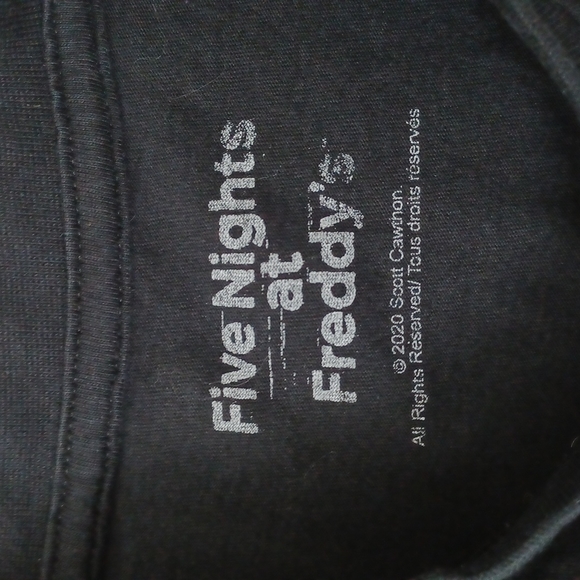 Five Nights
at
Freddy's
© 2020 Scott Cawthon.
All Rights Reserved/ Tous droits réservés